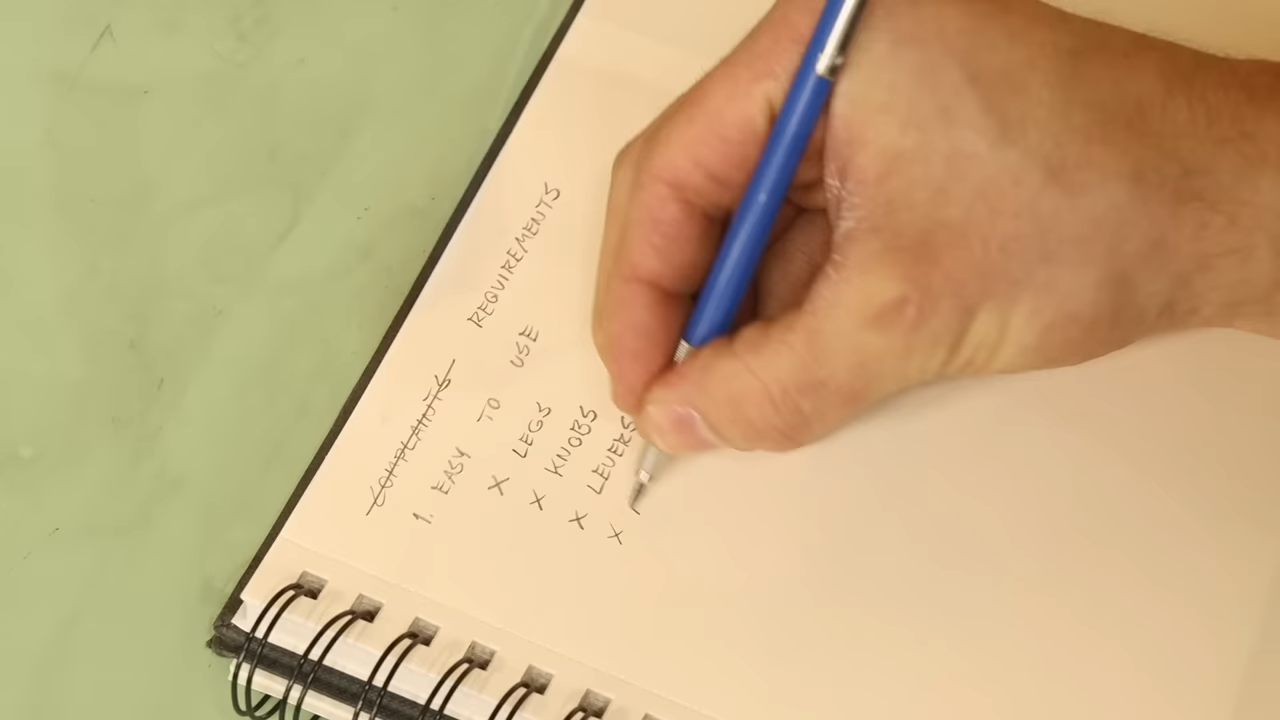 COMPLAINTS REQUIREMENTS
1. EASY TO USE
X LEGS
X KNOBS
X LEVERS
X